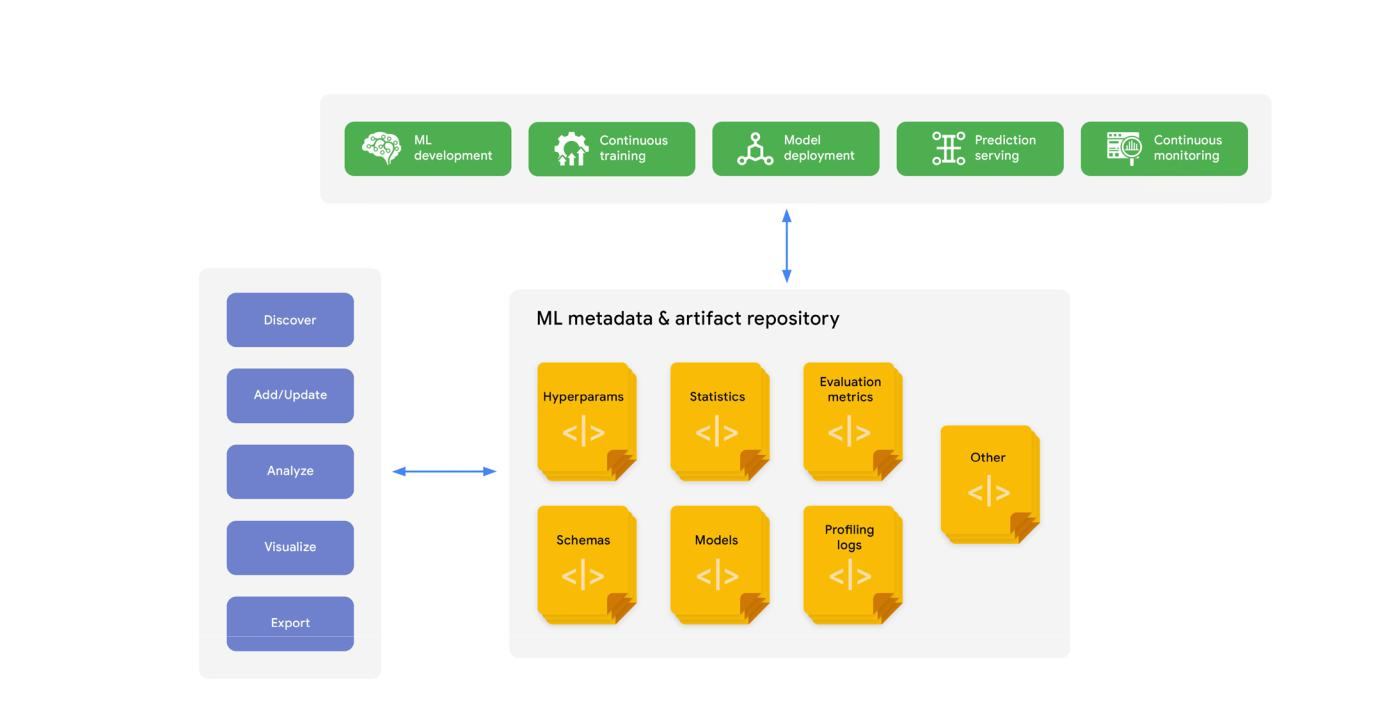 ML
development
Continuous
training
Model
deployment
Prediction
serving
Continuous
monitoring
Discover
Add/Update
Analyze
Visualize
Export
ML metadata & artifact repository
Hyperparams
</|>
Statistics
</|>
Evaluation
metrics
</|>
Schemas
</|>
Models
</|>
Profiling
logs
</|>
Other
</|>